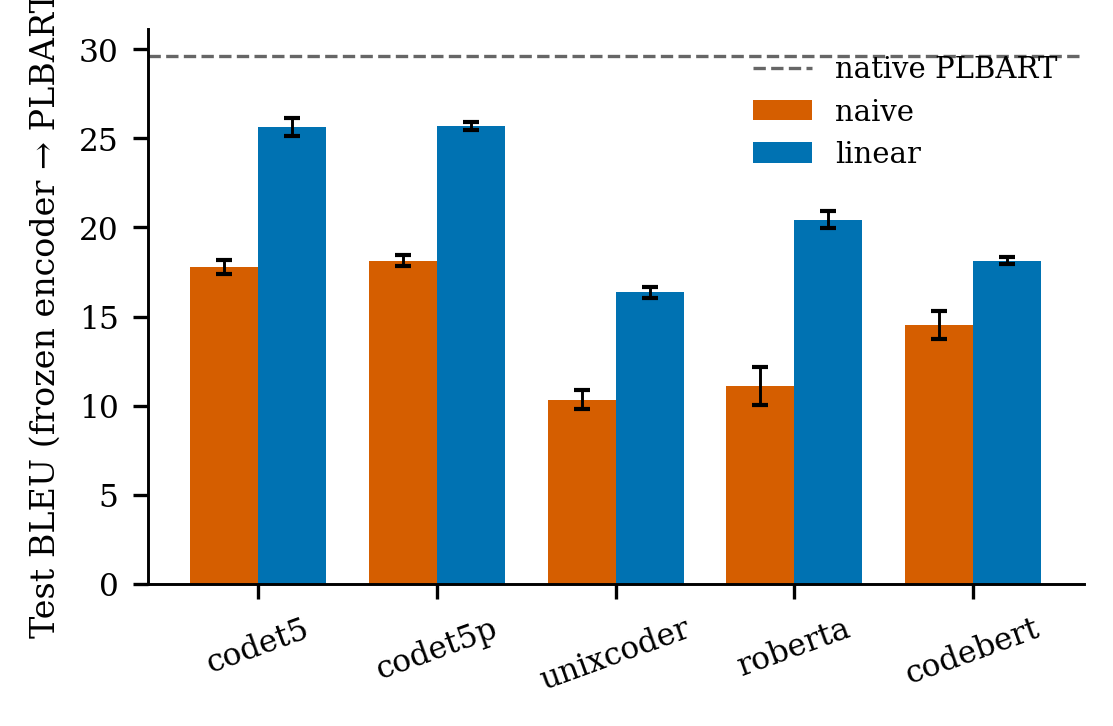 Test BLEU (frozen encoder → PLBART
30
25
20
15
10
5
0
native PLBART
naive
linear
codet5
codet5p
unixcoder
roberta
codebert